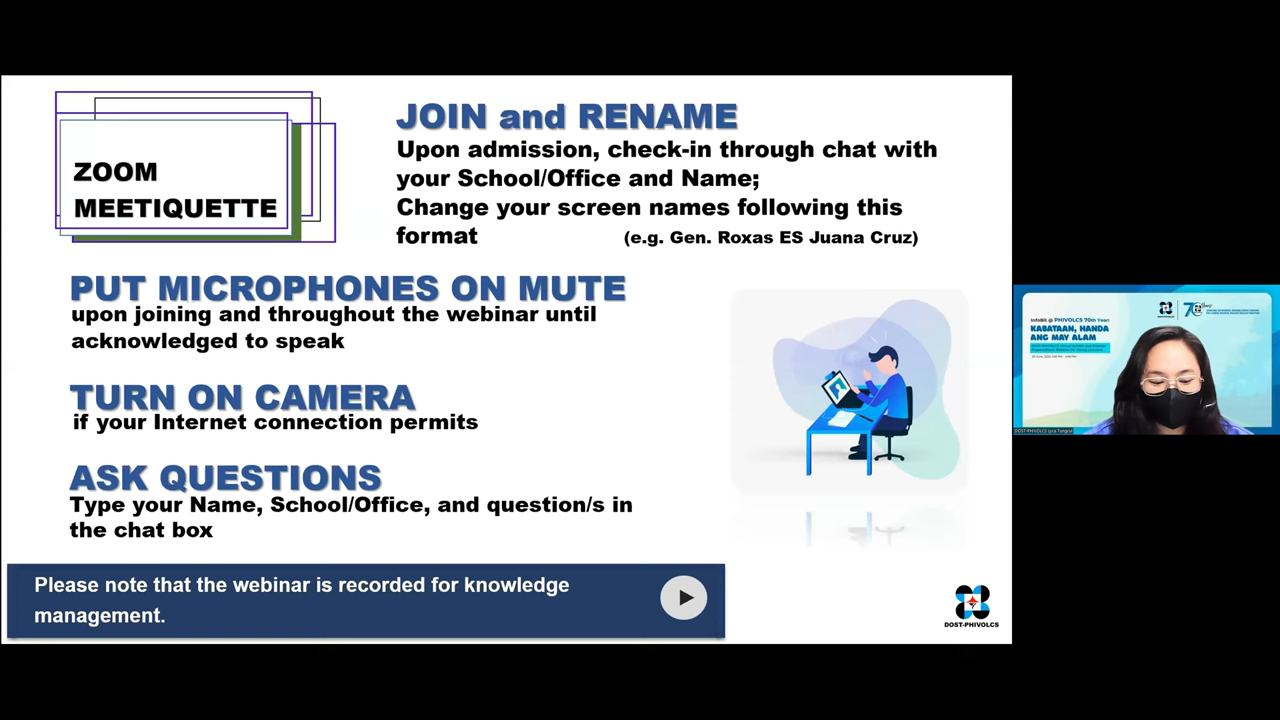 ZOOM
MEETIQUETTE
JOIN and RENAME
Upon admission, check-in through chat with
your School/Office and Name;
Change your screen names following this
format (e.g. Gen. Roxas ES Juana Cruz)
PUT MICROPHONES ON MUTE
upon joining and throughout the webinar until
acknowledged to speak
TURN ON CAMERA
if your Internet connection permits
ASK QUESTIONS
Type your Name, School/Office, and question/s in
the chat box
Please note that the webinar is recorded for knowledge
management.
DOST-PHIVOLCS
InfoBit @ PHIVOLCS 70th Year:
KABATAAN, HANDA
ANG MAY ALAM